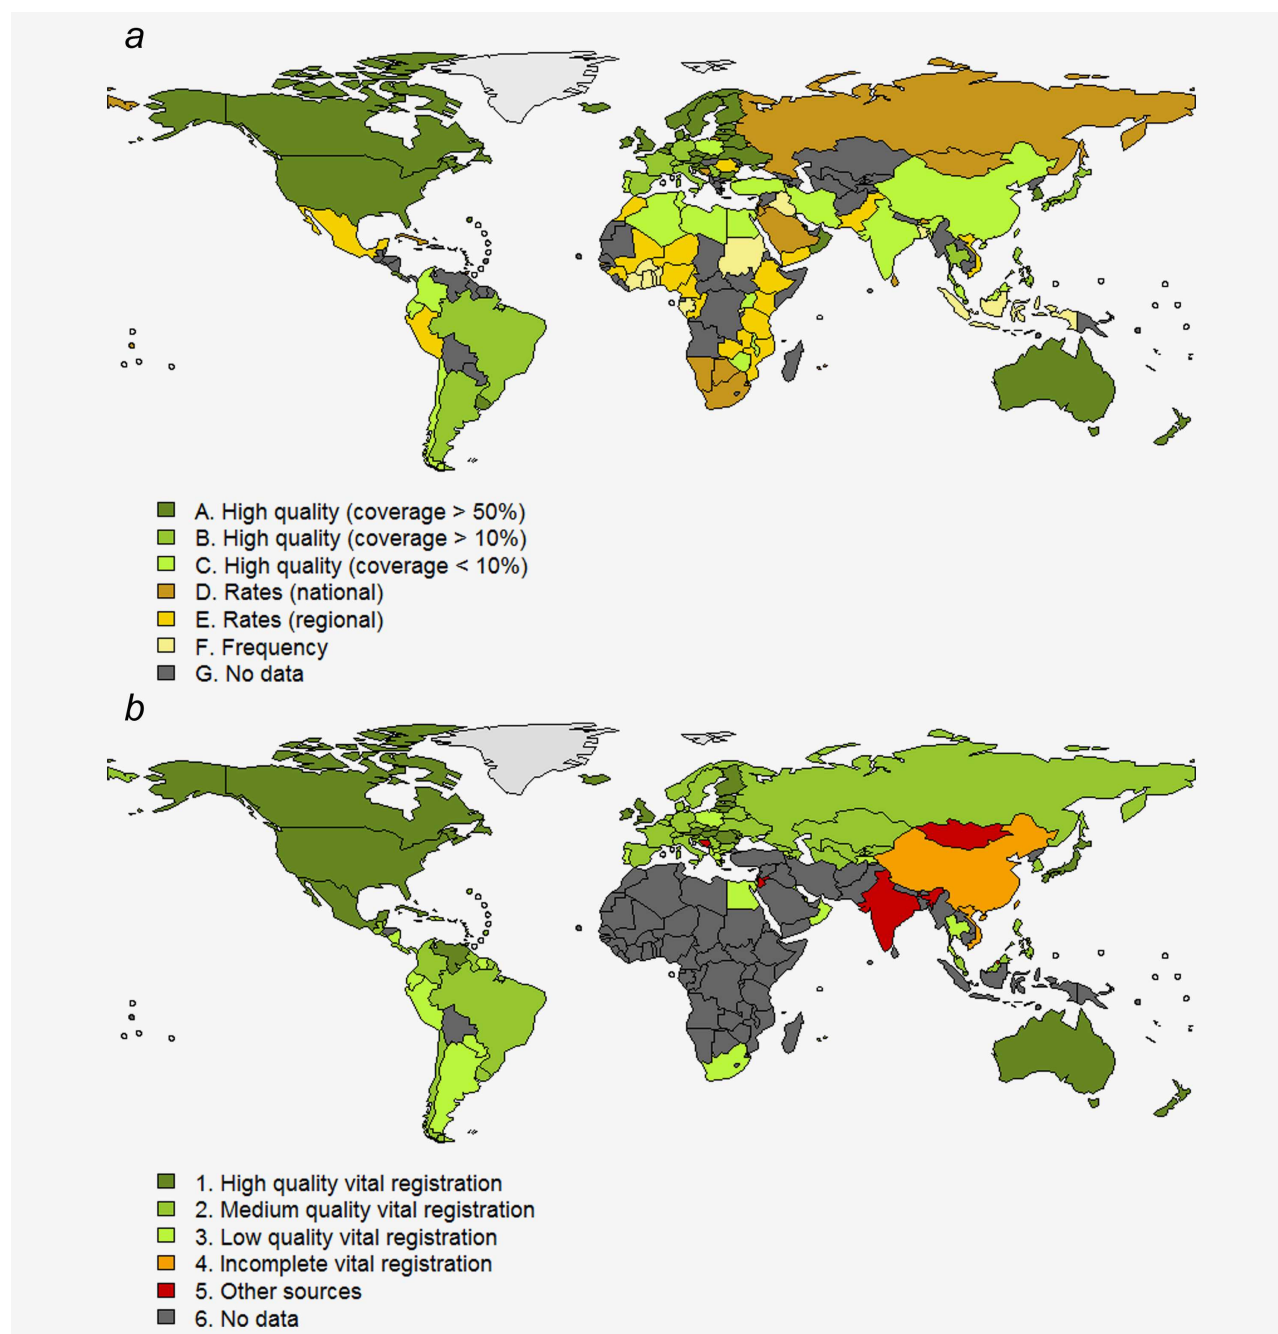 a
A. High quality (coverage > 50%)
B. High quality (coverage > 10%)
C. High quality (coverage < 10%)
D. Rates (national)
E. Rates (regional)
F. Frequency
G. No data
b
1. High quality vital registration
2. Medium quality vital registration
3. Low quality vital registration
4. Incomplete vital registration
5. Other sources
6. No data